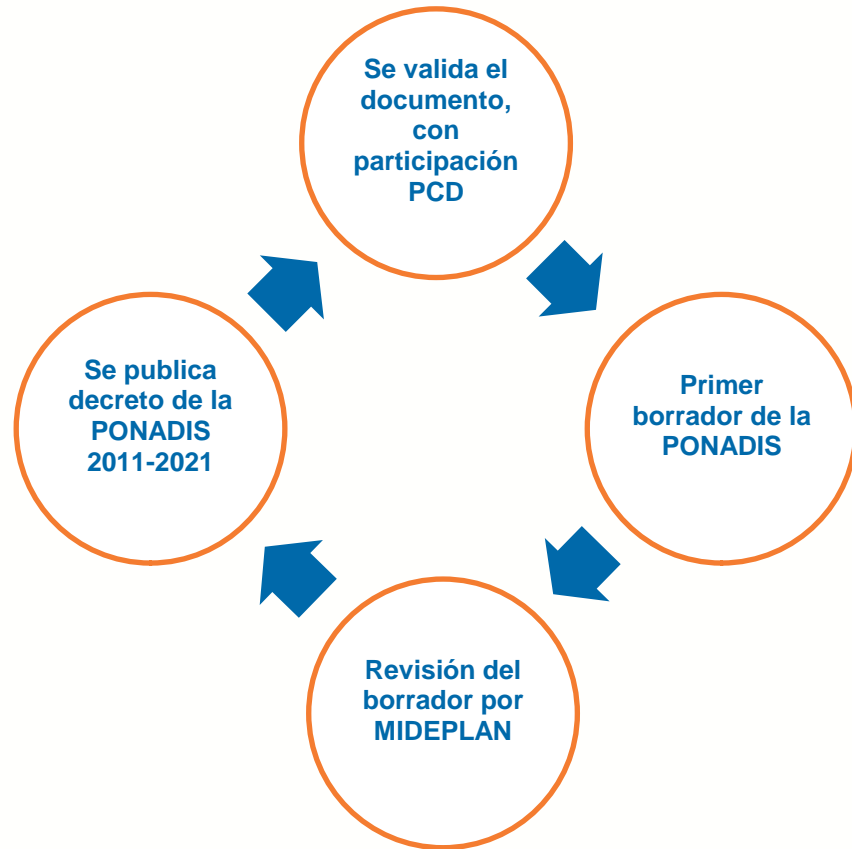 Se valida el
documento,
con
participación
PCD
Primer
borrador de la
PONADIS
Revisión del
borrador por
MIDEPLAN
Se publica
decreto de la
PONADIS
2011-2021